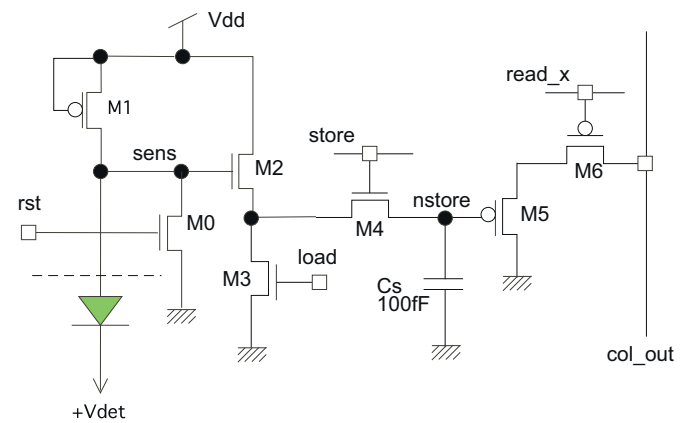 Vdd
read_x
M1
store
sens
M2
M6
rst
nstore
M0
M4
M5
load
M3
Cs
100fF
col_out
+Vdet